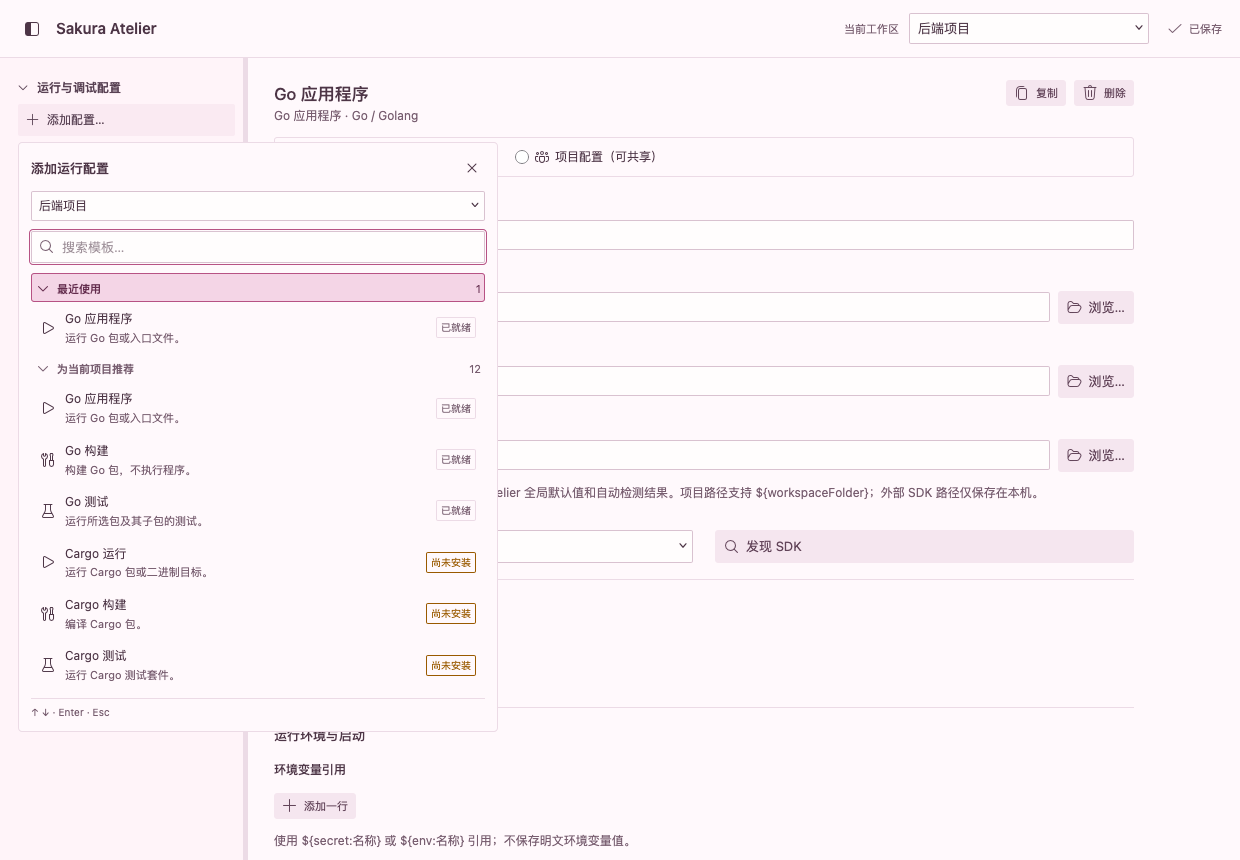 Sakura Atelier
当前工作区
后端项目
已保存
运行与调试配置
添加配置...
Go 应用程序
Go 应用程序 · Go / Golang
复制
删除
项目配置（可共享）
添加运行配置
后端项目
搜索模板...
最近使用
1
Go 应用程序
运行 Go 包或入口文件。
已就绪
为当前项目推荐
12
Go 应用程序
运行 Go 包或入口文件。
已就绪
Go 构建
构建 Go 包，不执行程序。
已就绪
Go 测试
运行所选包及其子包的测试。
已就绪
Cargo 运行
运行 Cargo 包或二进制目标。
尚未安装
Cargo 构建
编译 Cargo 包。
尚未安装
Cargo 测试
运行 Cargo 测试套件。
尚未安装
↑ ↓ · Enter · Esc
浏览...
浏览...
浏览...
elier 全局默认值和自动检测结果。项目路径支持 ${workspaceFolder}；外部 SDK 路径仅保存在本机。
发现 SDK
运行环境与启动
环境变量引用
添加一行
使用 ${secret:名称} 或 ${env:名称} 引用；不保存明文环境变量值。